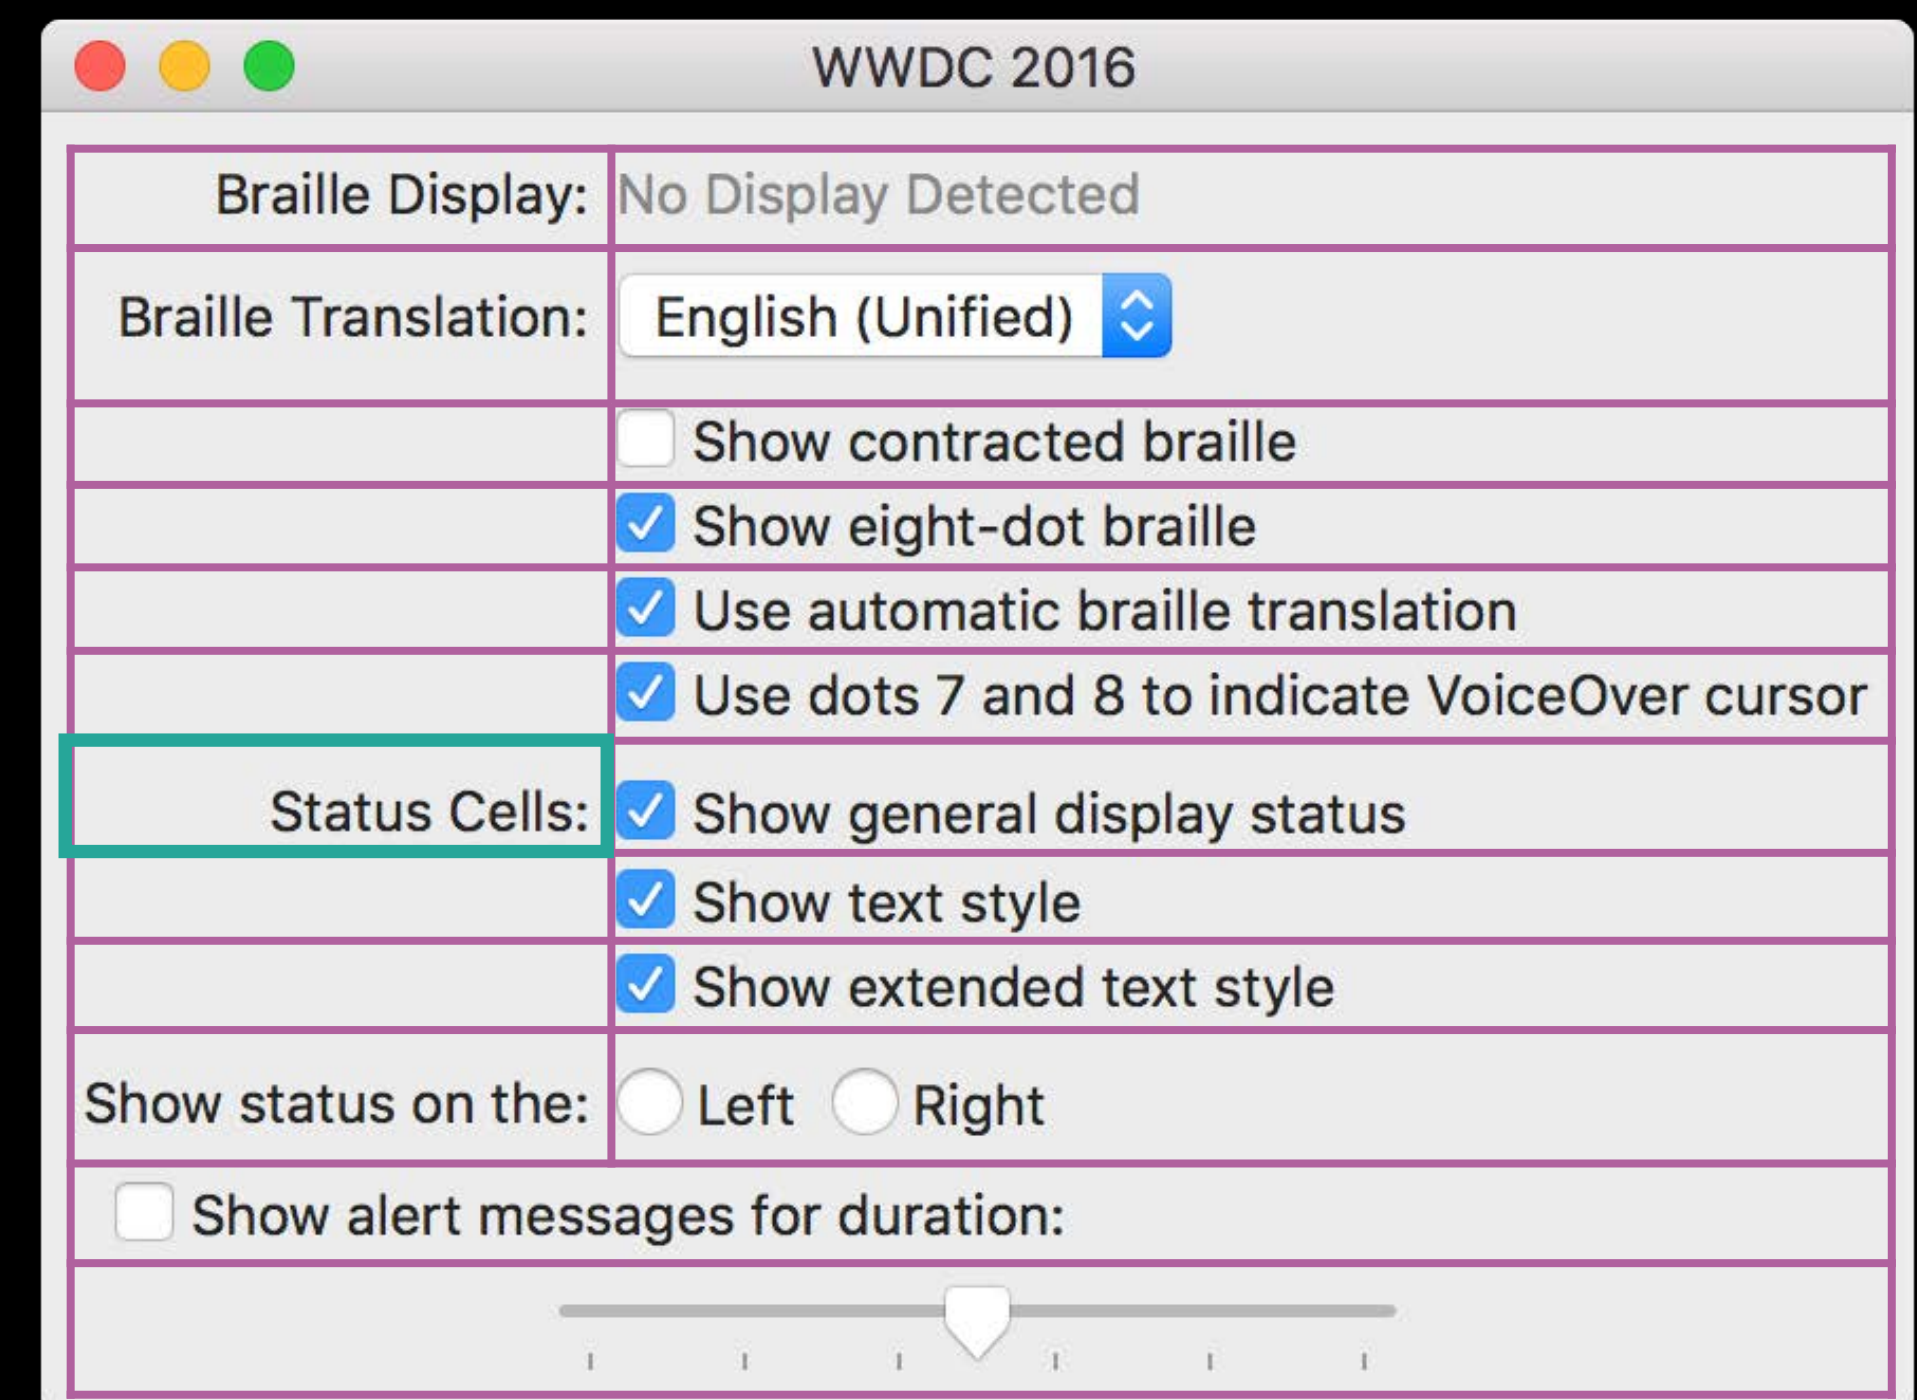 WWDC 2016
Braille Display: No Display Detected
Braille Translation: English (Unified)
Show contracted braille
Show eight-dot braille
Use automatic braille translation
Use dots 7 and 8 to indicate VoiceOver cursor
Status Cells: Show general display status
Show text style
Show extended text style
Show status on the: Left Right
Show alert messages for duration: